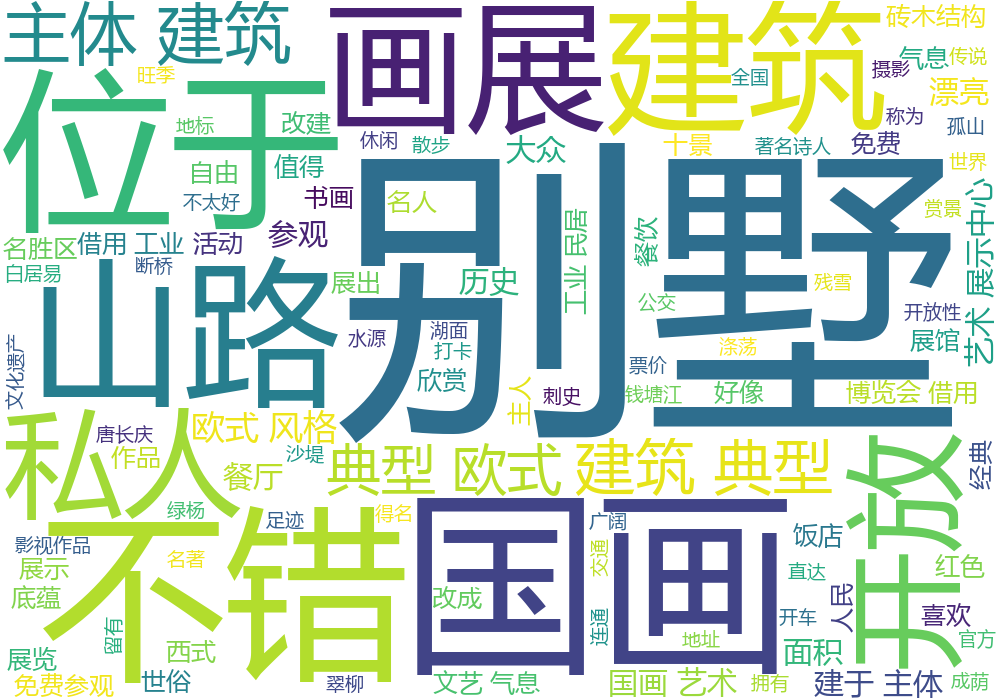 主体 建筑
画展
建筑
砖木结构
气息
传说
旺季
全国
摄影
漂亮
位于
地标
改建
休闲
散步
大众
十景
著名诗人
称为
免费
孤山
自由
值得
别墅
世界
不太好
书画
名人
赏景
名胜区
借用 工业
活动
参观
工业 民居
餐饮
艺术 展示中心
白居易
断桥
展出
历史
残雪
山路
水源
湖面
公交
开放性
打卡
涤荡
展馆
文化遗产
欣赏
票价
主人
刺史
钱塘江
好像
博览会 借用
私人
欧式 风格
唐长庆
沙堤
作品
餐厅
典型 欧式
建筑 典型
开放
经典
不错
国画
绿杨
足迹
得名
广阔
饭店
影视作品
名著
交通
展示
直达
红色
底蕴
改成
人民
喜欢
留有
连通
开车
地址
官方
展览
西式
面积
免费参观
世俗
翠柳
文艺 气息
国画 艺术
拥有
建于 主体
成荫